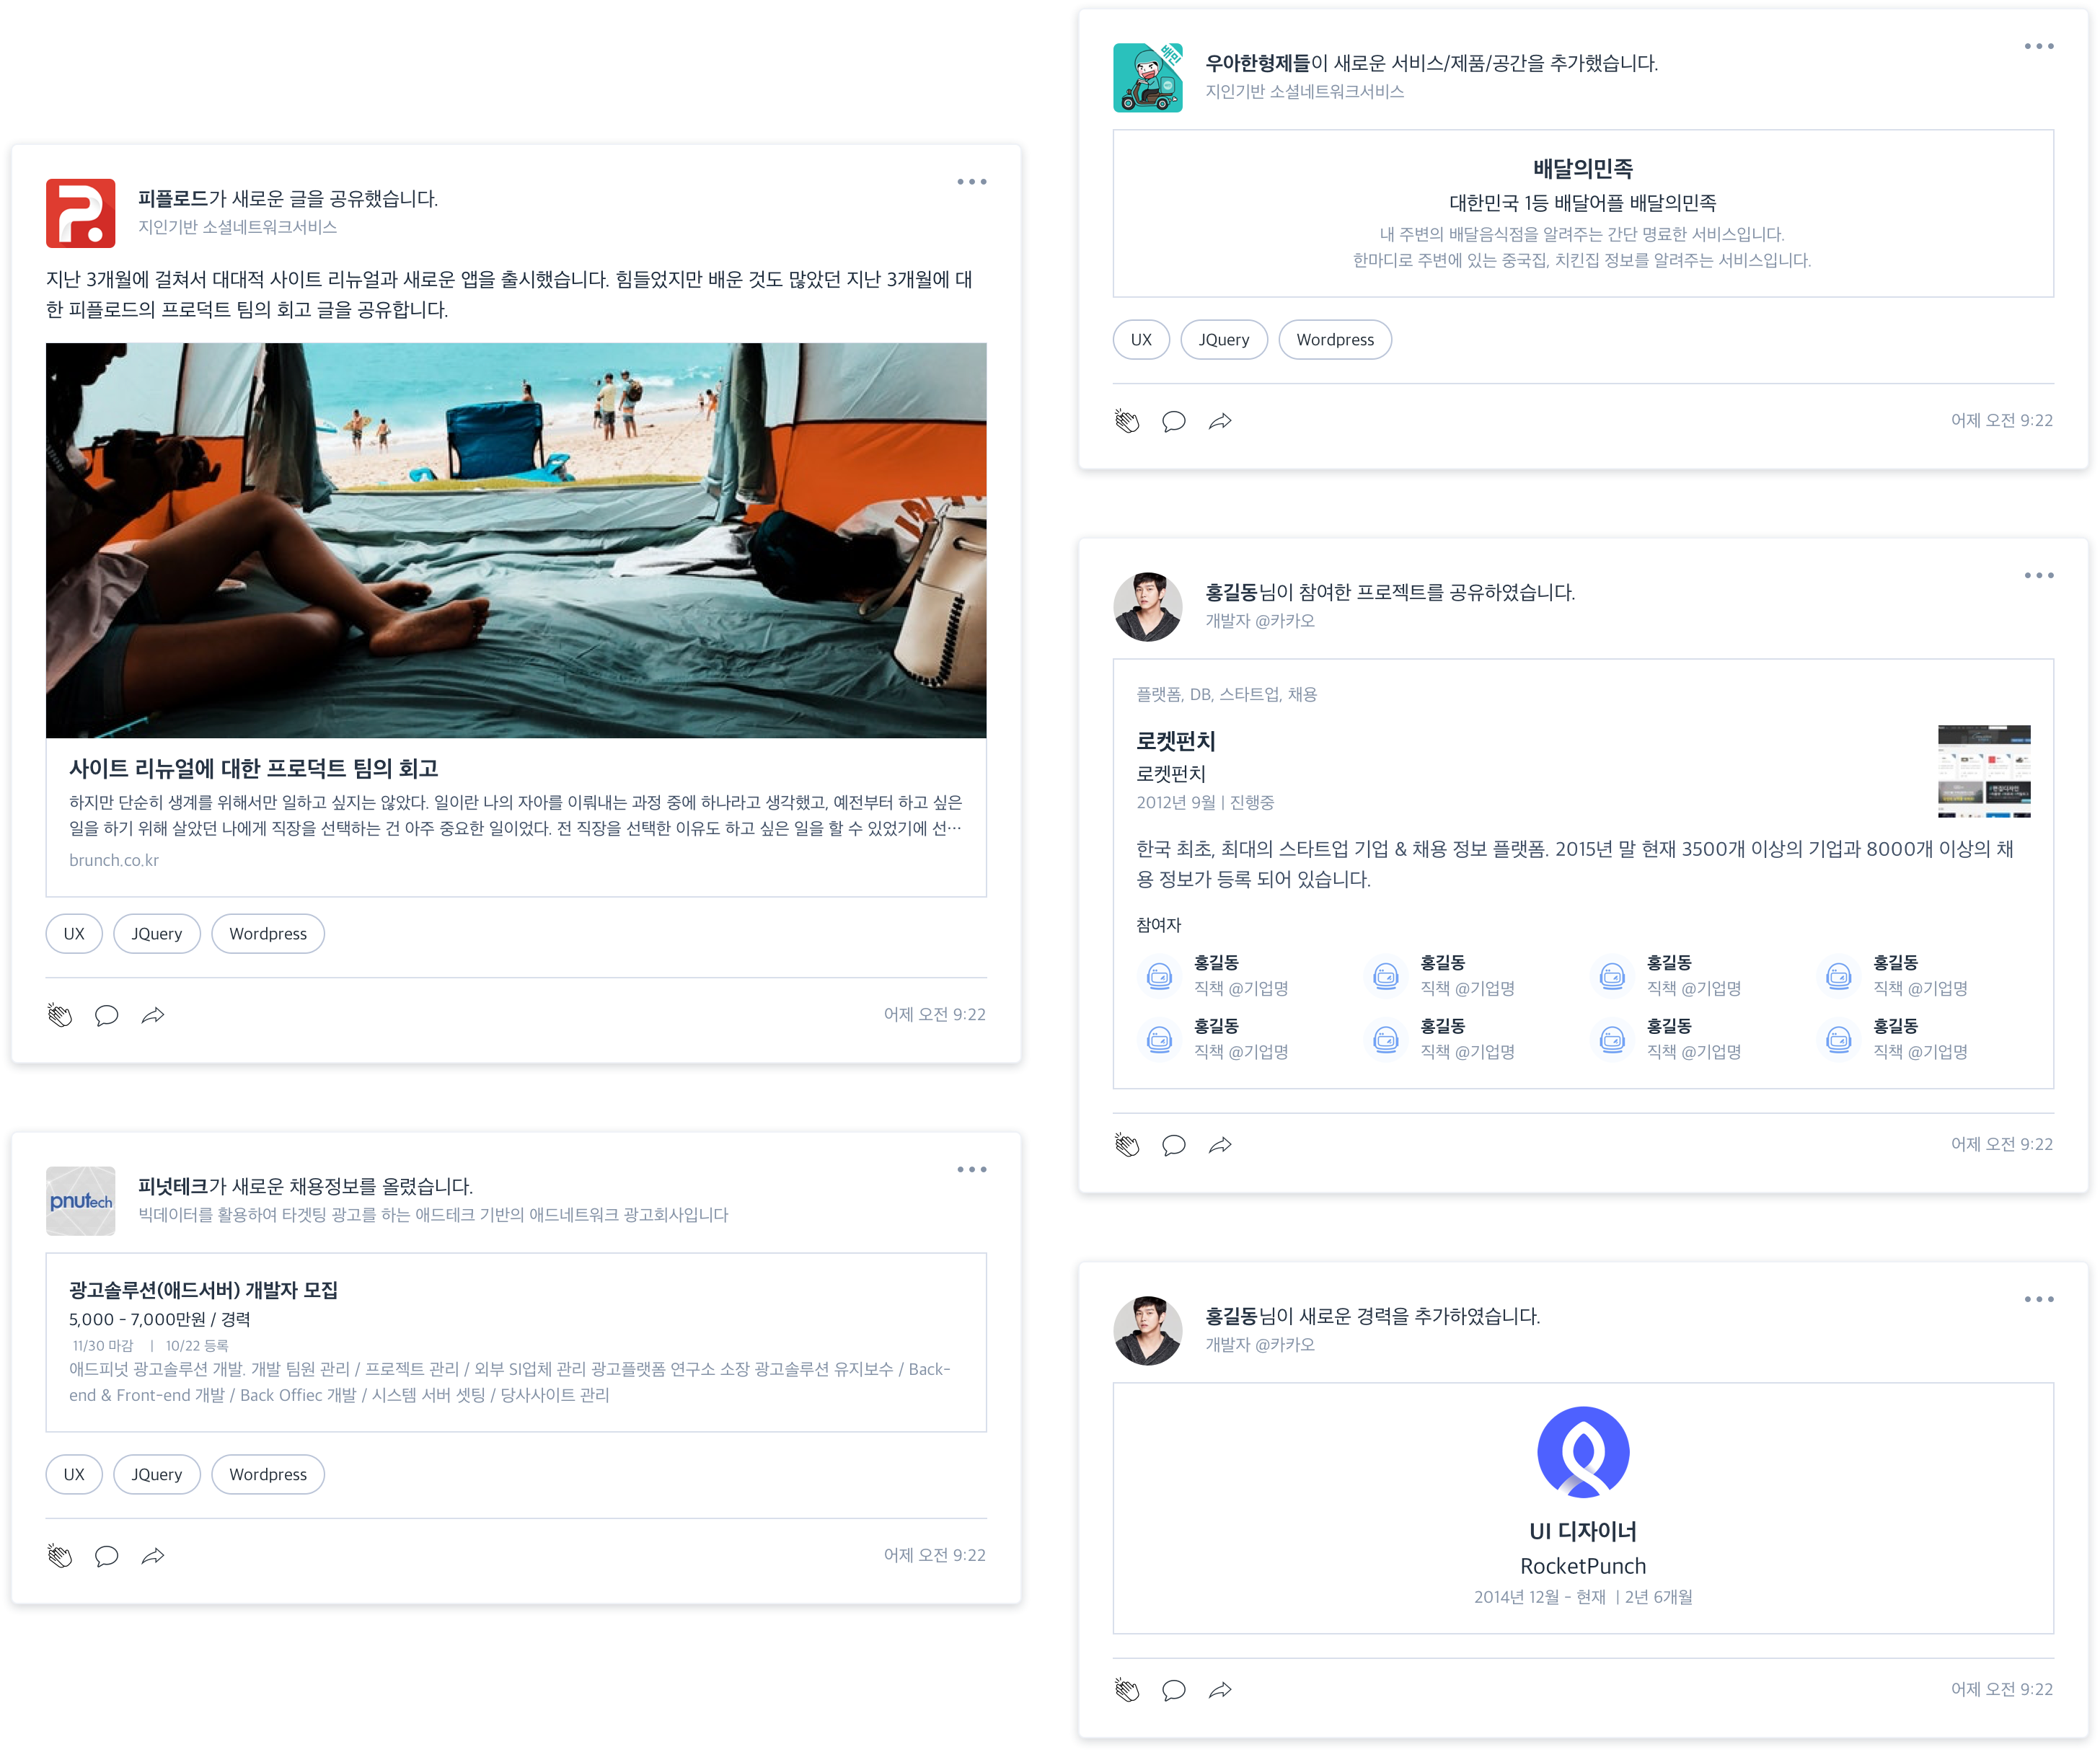 피플로드가 새로운 글을 공유했습니다.
지인기반 소셜네트워크서비스
지난 3개월에 걸쳐서 대대적 사이트 리뉴얼과 새로운 앱을 출시했습니다. 힘들었지만 배운 것도 많았던 지난 3개월에 대
한 피플로드의 프로덕트 팀의 회고 글을 공유합니다.
사이트 리뉴얼에 대한 프로덕트 팀의 회고
하지만 단순히 생계를 위해서만 일하고 싶지는 않았다. 일이란 나의 자아를 이뤄내는 과정 중에 하나라고 생각했고, 예전부터 하고 싶은
일을 하기 위해 살았던 나에게 직장을 선택하는 건 아주 중요한 일이었다. 전 직장을 선택한 이유도 하고 싶은 일을 할 수 있었기에 선…
brunch.co.kr
UX JQuery Wordpress
어제 오전 9:22
pnutech
피넛테크가 새로운 채용정보를 올렸습니다.
빅데이터를 활용하여 타겟팅 광고를 하는 애드테크 기반의 애드네트워크 광고회사입니다
광고솔루션(애드서버) 개발자 모집
5,000 - 7,000만원 / 경력
11/30 마감 | 10/22 등록
애드피넛 광고솔루션 개발. 개발 팀원 관리 / 프로젝트 관리 / 외부 SI업체 관리 광고플랫폼 연구소 소장 광고솔루션 유지보수 / Back-
end & Front-end 개발 / Back Offiec 개발 / 시스템 서버 셋팅 / 당사사이트 관리
UX JQuery Wordpress
어제 오전 9:22
배민
우아한형제들이 새로운 서비스/제품/공간을 추가했습니다.
지인기반 소셜네트워크서비스
배달의민족
대한민국 1등 배달어플 배달의민족
내 주변의 배달음식점을 알려주는 간단 명료한 서비스입니다.
한마디로 주변에 있는 중국집, 치킨집 정보를 알려주는 서비스입니다.
UX JQuery Wordpress
어제 오전 9:22
홍길동님이 참여한 프로젝트를 공유하였습니다.
개발자 @카카오
플랫폼, DB, 스타트업, 채용
로켓펀치
로켓펀치
2012년 9월 | 진행중
한국 최초, 최대의 스타트업 기업 & 채용 정보 플랫폼. 2015년 말 현재 3500개 이상의 기업과 8000개 이상의 채
용 정보가 등록 되어 있습니다.
참여자
홍길동 홍길동 홍길동 홍길동
직책 @기업명 직책 @기업명 직책 @기업명 직책 @기업명
홍길동 홍길동 홍길동 홍길동
직책 @기업명 직책 @기업명 직책 @기업명 직책 @기업명
어제 오전 9:22
홍길동님이 새로운 경력을 추가하였습니다.
개발자 @카카오
UI 디자이너
RocketPunch
2014년 12월 - 현재 | 2년 6개월
어제 오전 9:22